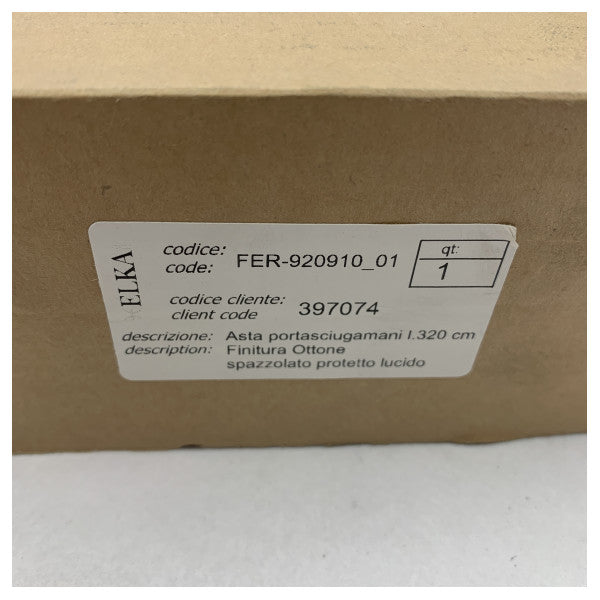 ELKA
codice:
code: FER-920910_01
qt:
1
codice cliente:
client code 397074
descrizione: Asta portasciugamani l.320 cm
description: Finitura Ottone
spazzolato protetto lucido